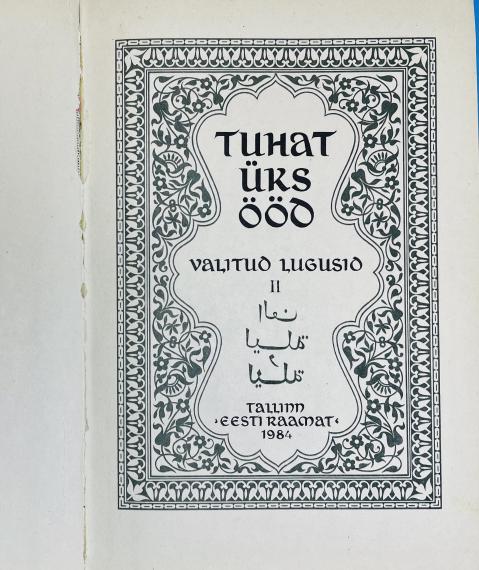 TUHAT
ÜKS
ÖÖD
VALITUD LUGUSID
II
TALLINN
"EESTI RAAMAT"
1984